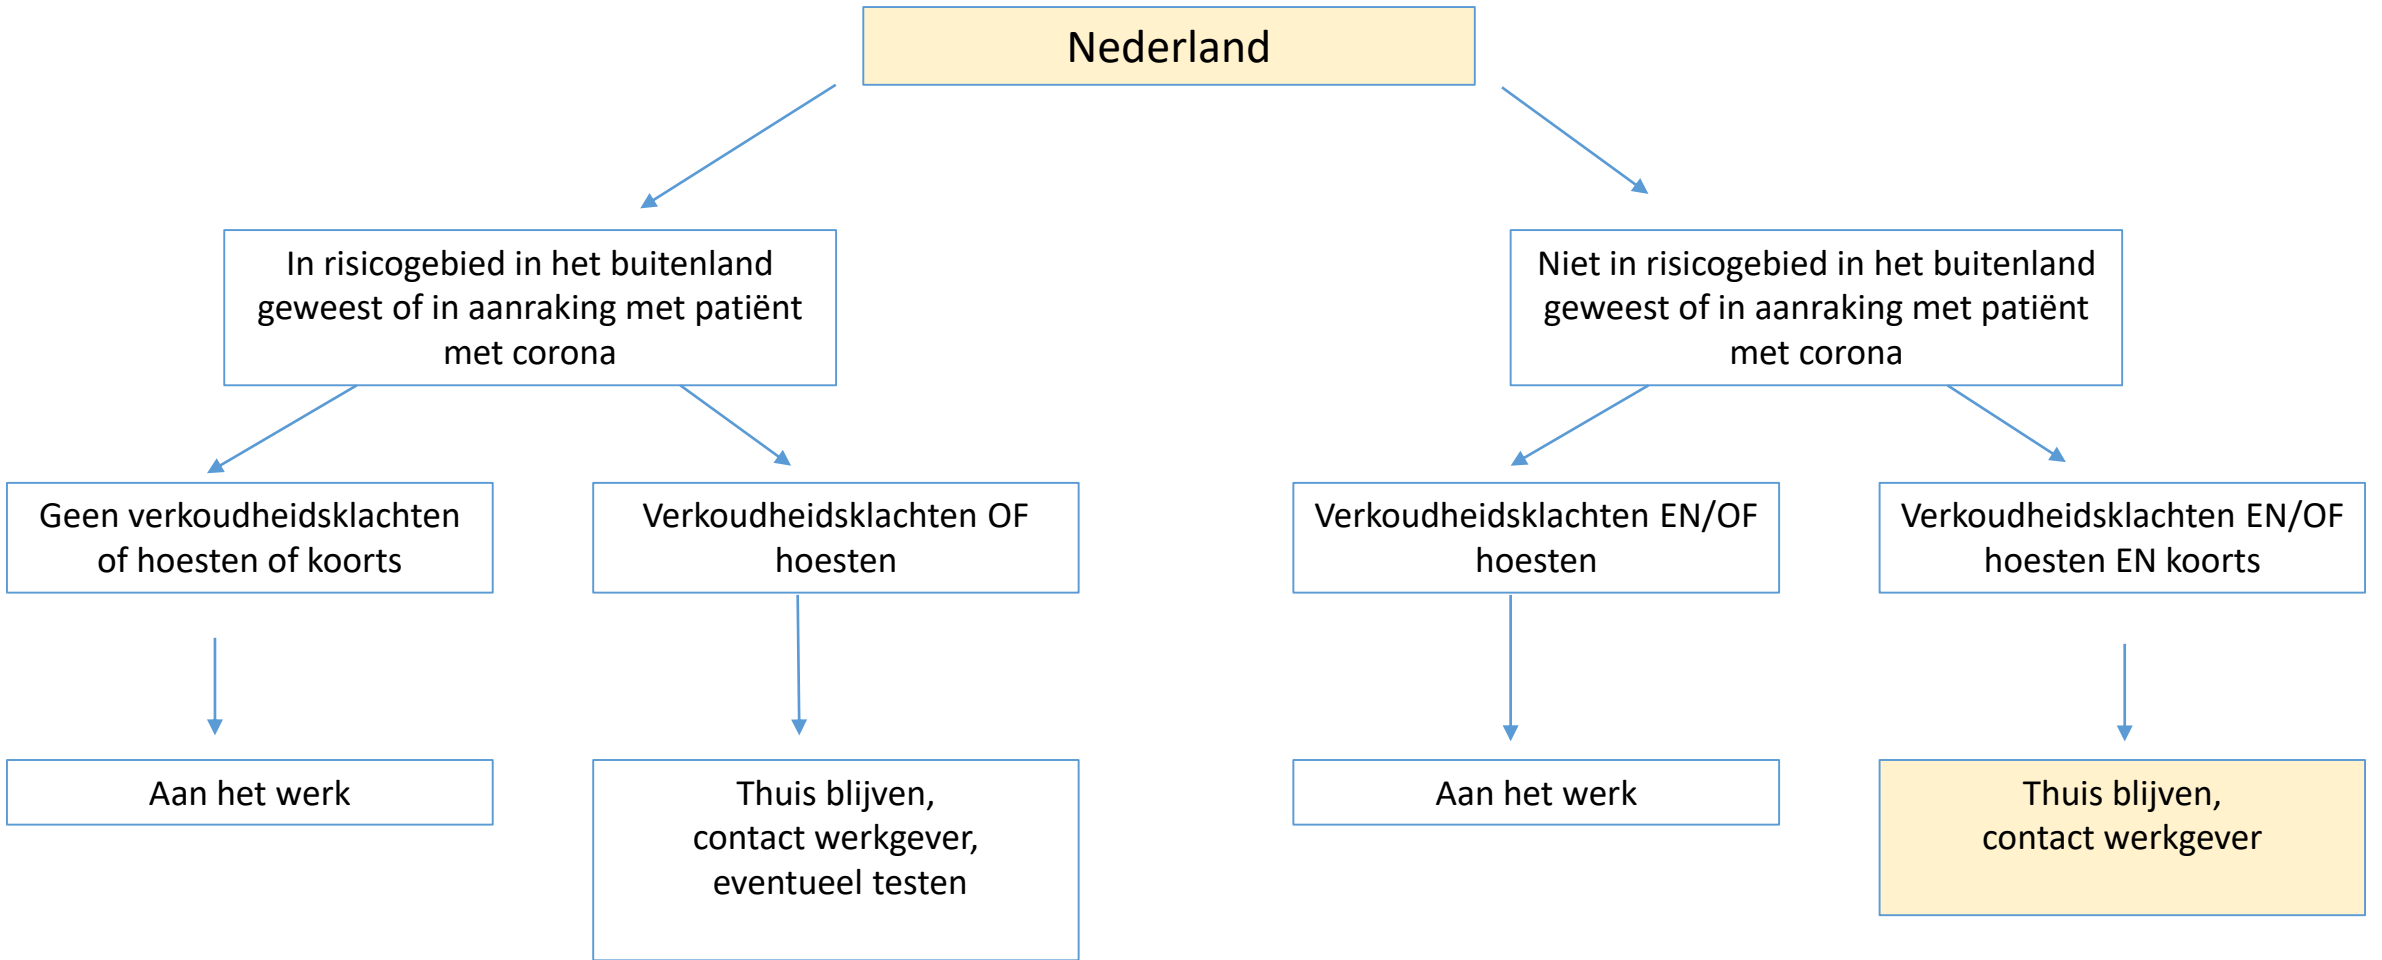 Nederland
In risicogebied in het buitenland
geweest of in aanraking met patiënt
met corona
Niet in risicogebied in het buitenland
geweest of in aanraking met patiënt
met corona
Geen verkoudheidsklachten
of hoesten of koorts
Verkoudheidsklachten OF
hoesten
Verkoudheidsklachten EN/OF
hoesten
Verkoudheidsklachten EN/OF
hoesten EN koorts
Aan het werk
Thuis blijven,
contact werkgever,
eventueel testen
Aan het werk
Thuis blijven,
contact werkgever